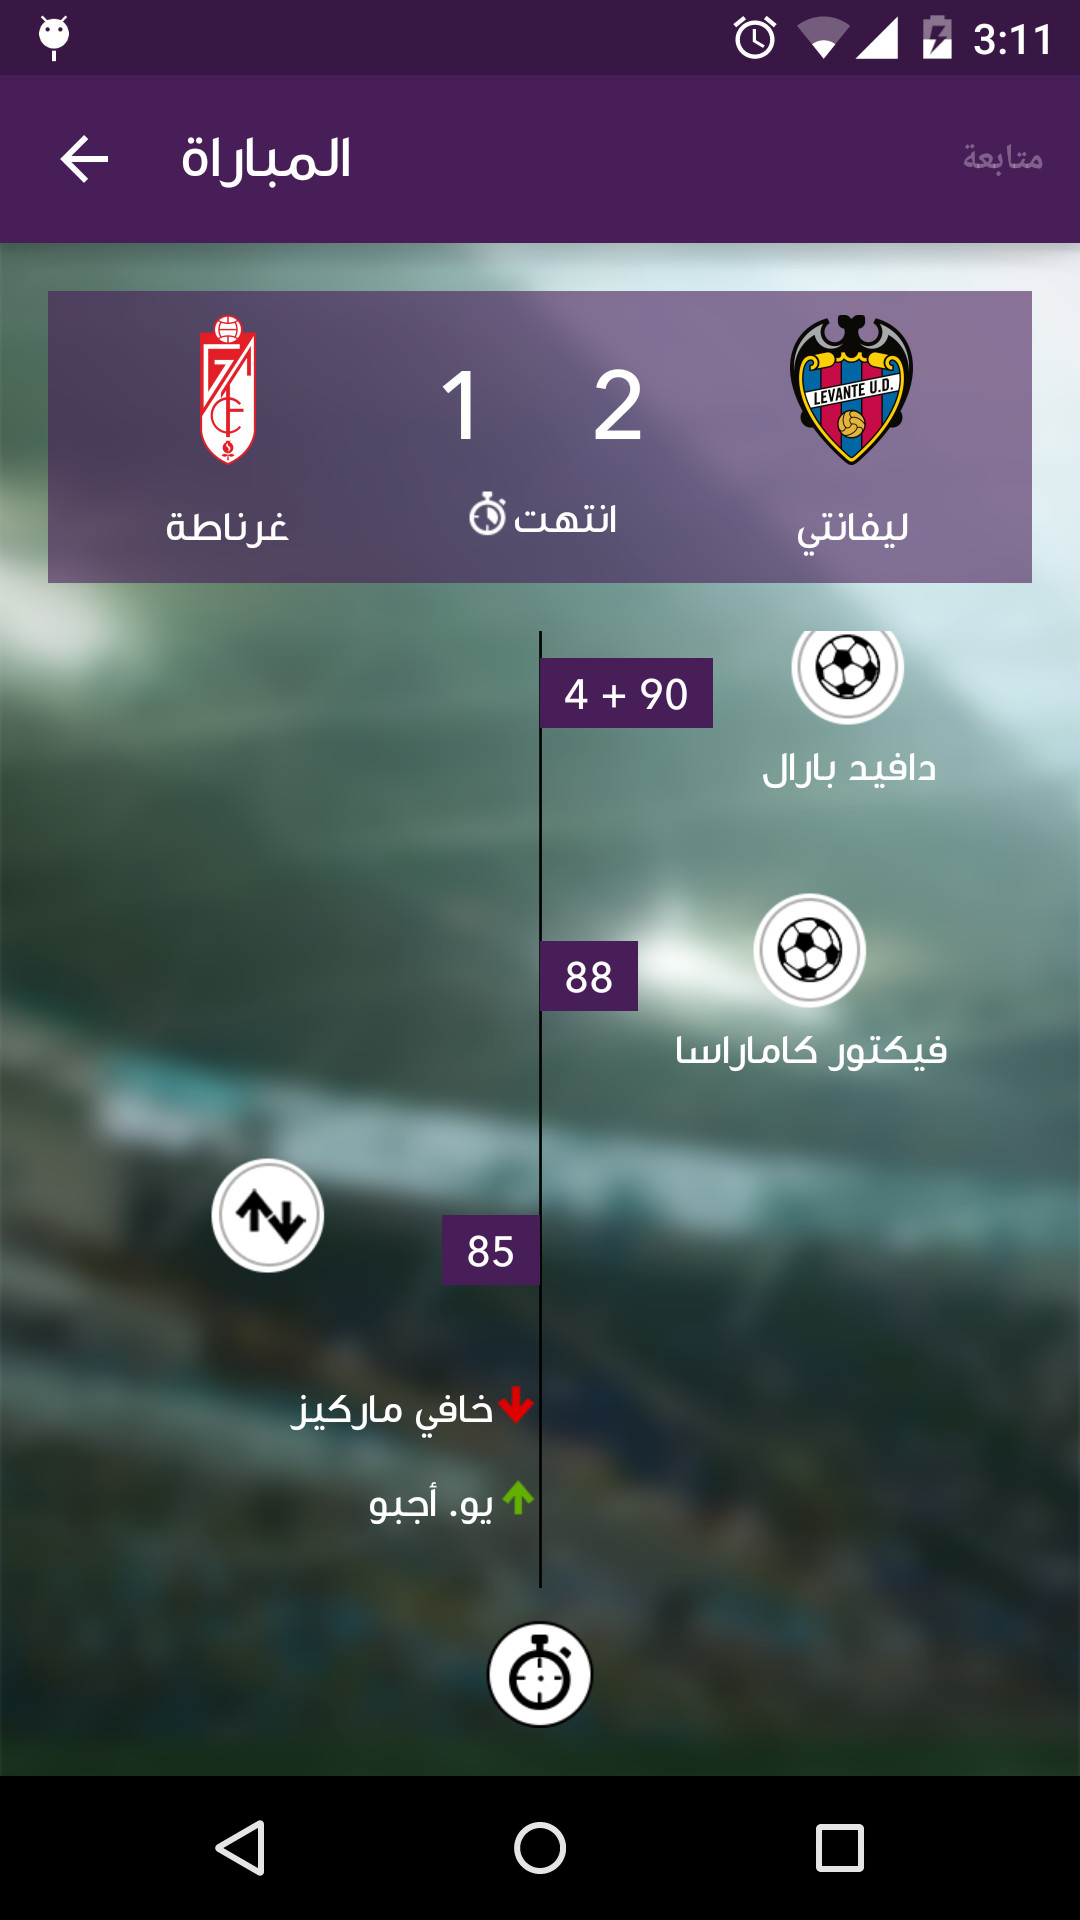 3:11
المباراة
متابعة
LEVANTE U.D.
1 2
انتهت
غرناطة
ليفانتي
4 + 90
دافيد بارال
88
فيكتور كاماراسا
85
خافي ماركيز
يو. أجبو